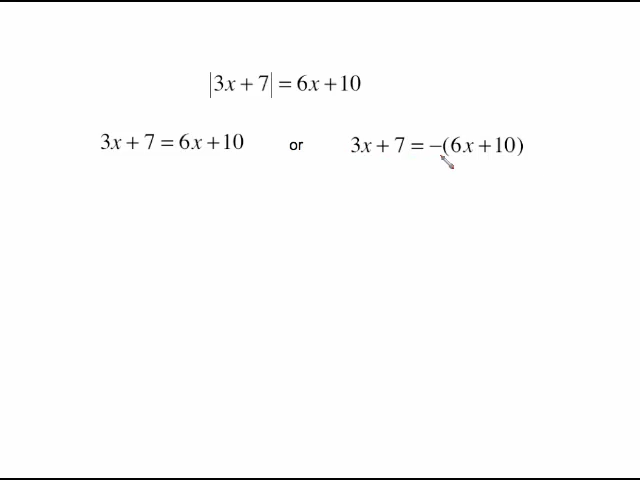 |3x + 7| = 6x + 10
3x + 7 = 6x + 10 or 3x + 7 = −(6x + 10)